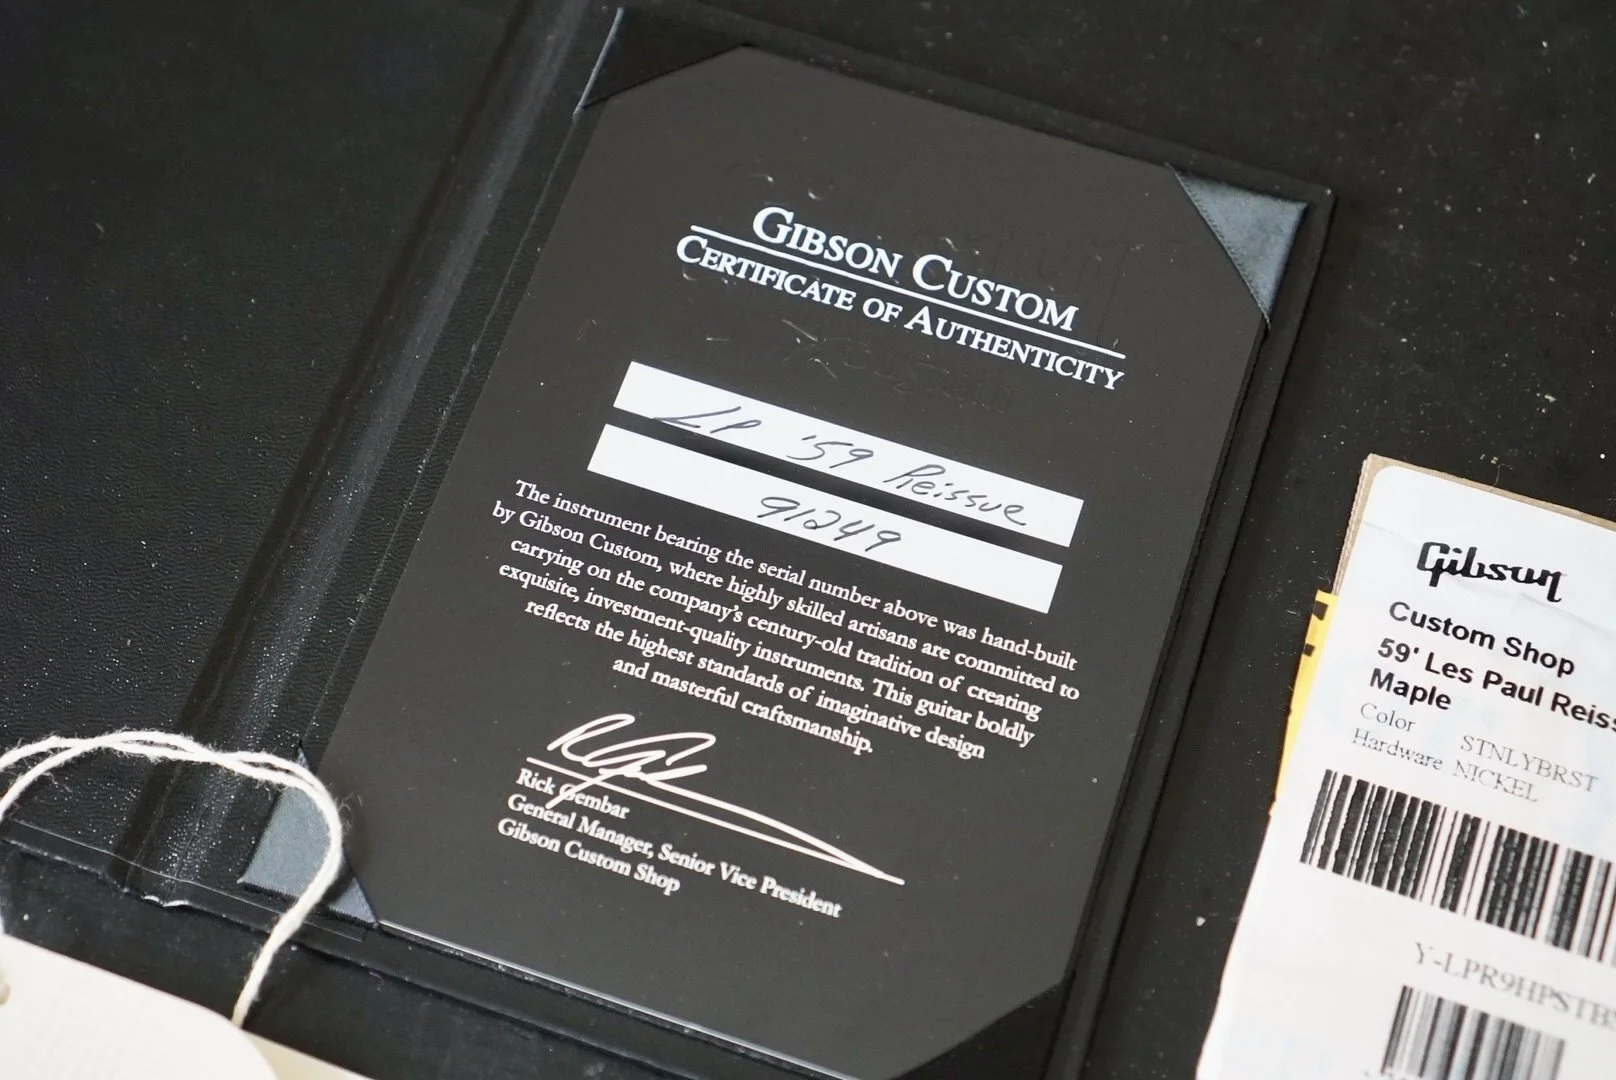 GIBSON CUSTOM
CERTIFICATE OF AUTHENTICITY
LP '59 Reissue
91249
The instrument bearing the serial number above was hand-built
by Gibson Custom, where highly skilled artisans are committed to
carrying on the company's century-old tradition of creating
exquisite, investment-quality instruments. This guitar boldly
reflects the highest standards of imaginative design
and masterful craftsmanship.
Rick Gembar
General Manager, Senior Vice President
Gibson Custom Shop
Gibson
Custom Shop
59' Les Paul Reiss
Maple
Color STNLYBRST
Hardware NICKEL
Y-LPR9HPSTBS